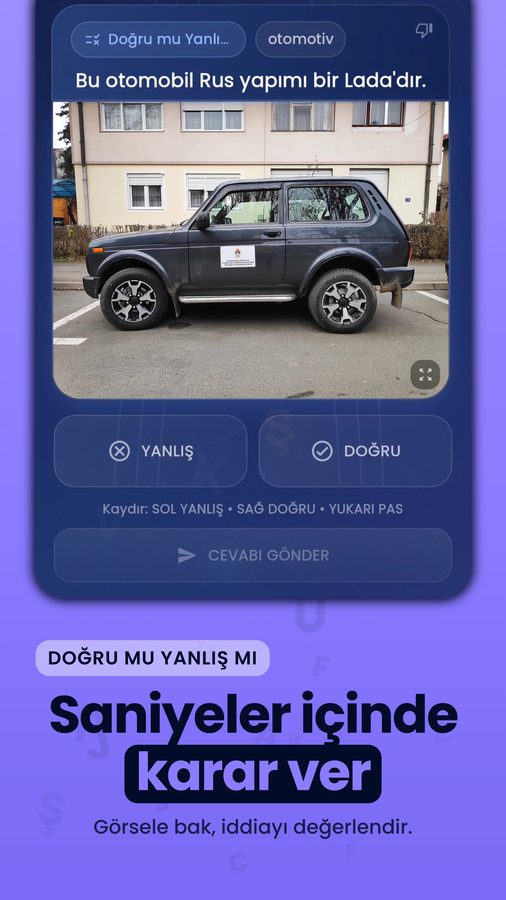 Doğru mu Yanlı...
otomotiv
Bu otomobil Rus yapımı bir Lada'dır.
YANLIŞ
DOĞRU
Kaydır: SOL YANLIŞ • SAĞ DOĞRU • YUKARI PAS
CEVABI GÖNDER
DOĞRU MU YANLIŞ MI
Saniyeler içinde
karar ver
Görsele bak, iddiayı değerlendir.